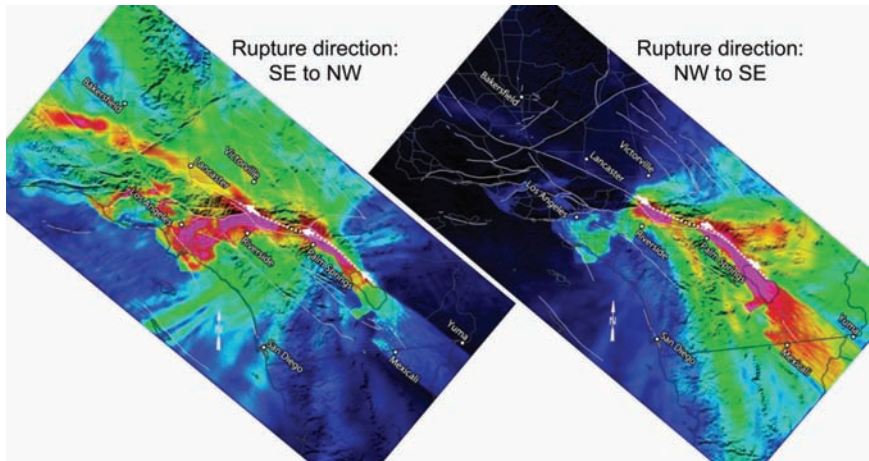 Rupture direction:
SE to NW
Bakersfield
Lancaster
Victorville
Los Angeles
Riverside
Palm Springs
N
San Diego
Mexicali
Yuma
Rupture direction:
NW to SE
Bakersfield
Lancaster
Victorville
Los Angeles
Riverside
Palm Springs
N
San Diego
Mexicali
Yuma